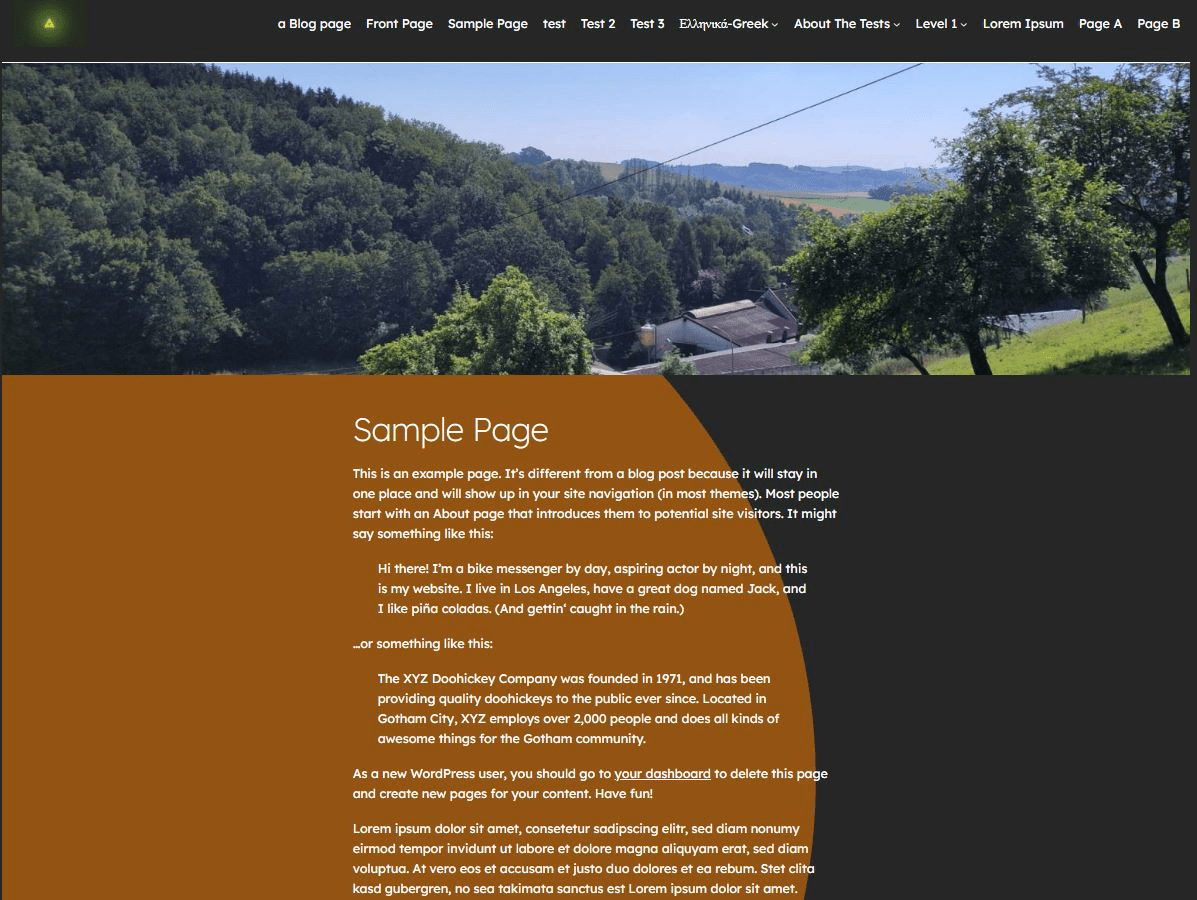 a Blog page Front Page Sample Page test Test 2 Test 3 Ελληνικά-Greek About The Tests Level 1 Lorem Ipsum Page A Page B
Sample Page
This is an example page. It’s different from a blog post because it will stay in
one place and will show up in your site navigation (in most themes). Most people
start with an About page that introduces them to potential site visitors. It might
say something like this:
Hi there! I’m a bike messenger by day, aspiring actor by night, and this
is my website. I live in Los Angeles, have a great dog named Jack, and
I like piña coladas. (And gettin‘ caught in the rain.)
…or something like this:
The XYZ Doohickey Company was founded in 1971, and has been
providing quality doohickeys to the public ever since. Located in
Gotham City, XYZ employs over 2,000 people and does all kinds of
awesome things for the Gotham community.
As a new WordPress user, you should go to your dashboard to delete this page
and create new pages for your content. Have fun!
Lorem ipsum dolor sit amet, consetetur sadipscing elitr, sed diam nonumy
eirmod tempor invidunt ut labore et dolore magna aliquyam erat, sed diam
voluptua. At vero eos et accusam et justo duo dolores et ea rebum. Stet clita
kasd gubergren, no sea takimata sanctus est Lorem ipsum dolor sit amet.